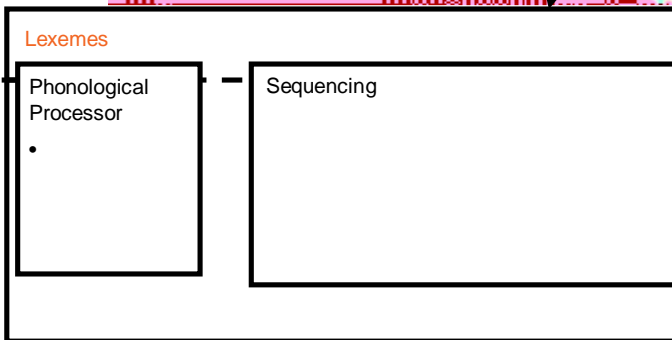 Lexemes
Phonological
Processor
•
Sequencing